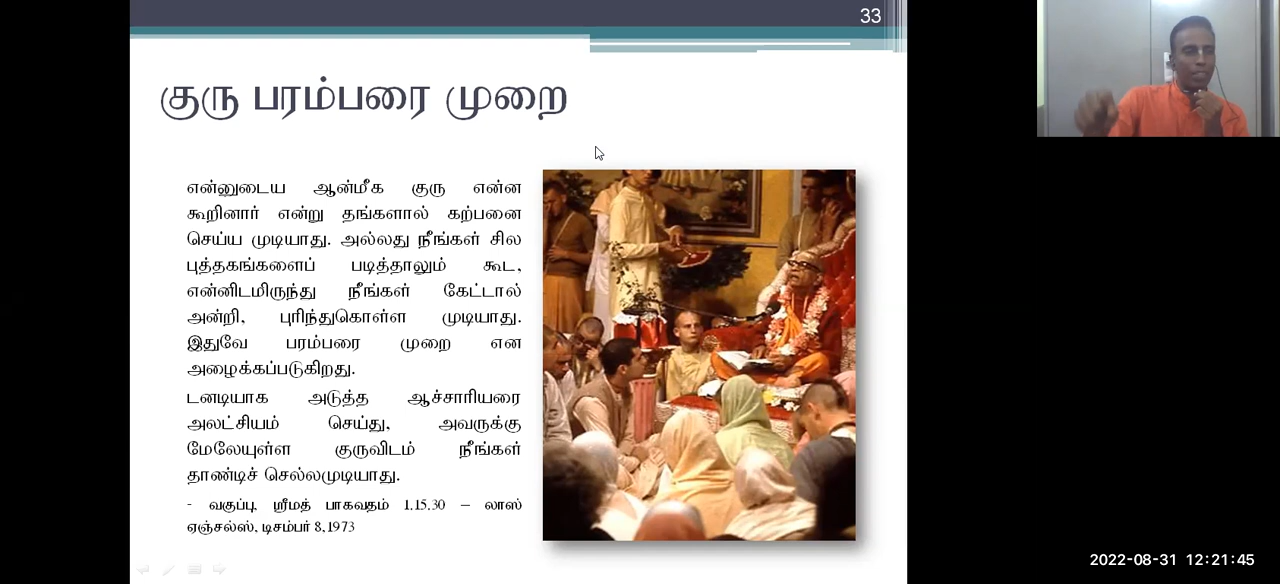 33
குரு பரம்பரை முறை
என்னுடைய ஆன்மீக குரு என்ன
கூறினார் என்று தங்களால் கற்பனை
செய்ய முடியாது. அல்லது நீங்கள் சில
புத்தகங்களைப் படித்தாலும் கூட,
என்னிடமிருந்து நீங்கள் கேட்டால்
அன்றி, புரிந்துகொள்ள முடியாது.
இதுவே பரம்பரை முறை என
அழைக்கப்படுகிறது.
டனடியாக அடுத்த ஆச்சாரியரை
அலட்சியம் செய்து, அவருக்கு
மேலேயுள்ள குருவிடம் நீங்கள்
தாண்டிச் செல்லமுடியாது.
- வகுப்பு, ஸ்ரீமத் பாகவதம் 1.15.30 – லாஸ்
ஏஞ்சல்ஸ், டிசம்பர் 8,1973
2022-08-31 12:21:45